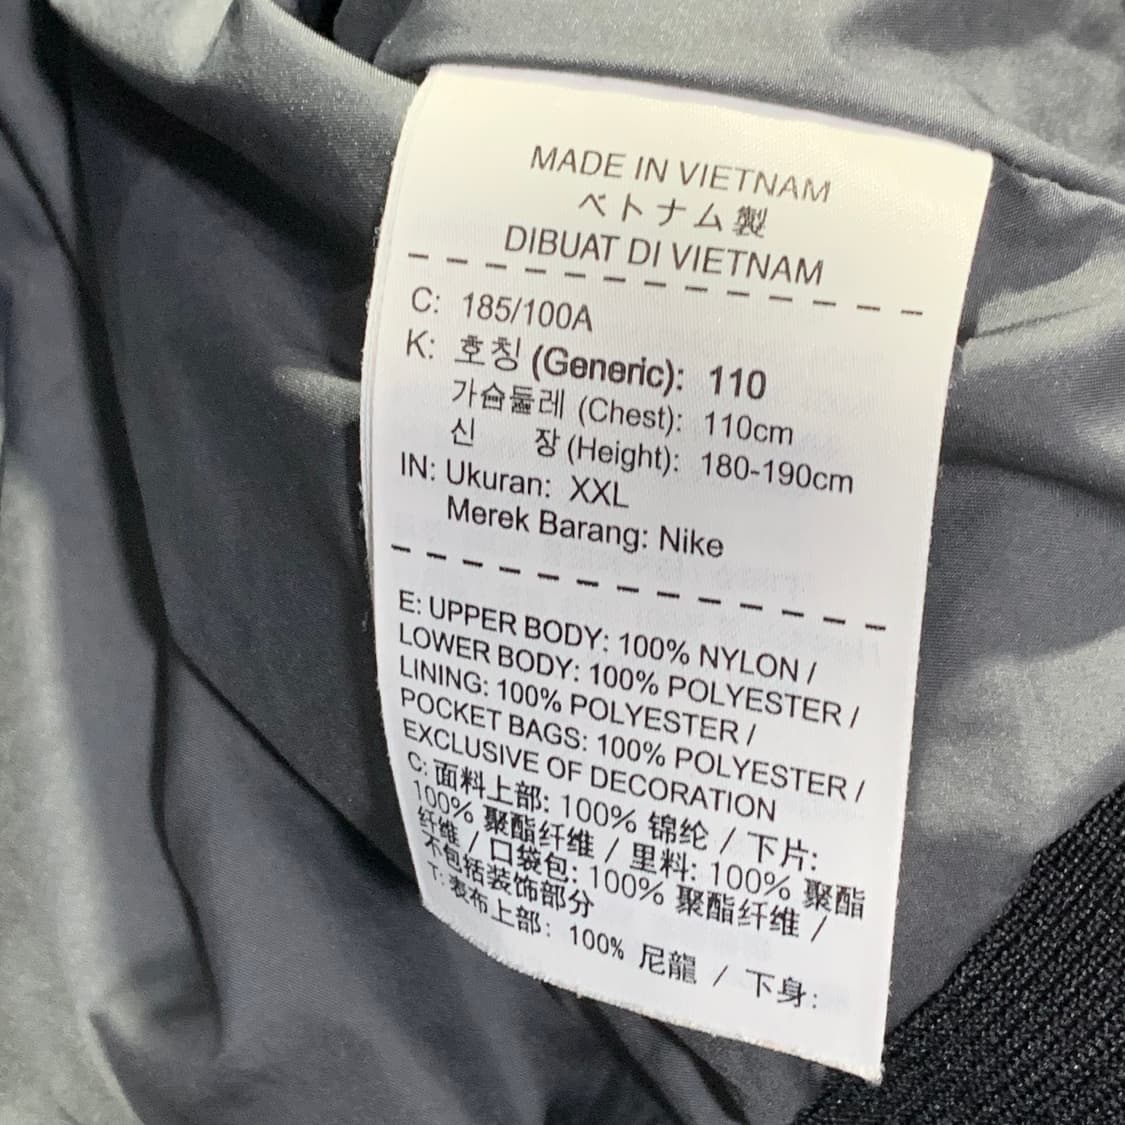 MADE IN VIETNAM
ベトナム製
DIBUAT DI VIETNAM
C: 185/100A
K: 호칭 (Generic): 110
가슴둘레 (Chest): 110cm
신 장 (Height): 180-190cm
IN: Ukuran: XXL
Merek Barang: Nike
E: UPPER BODY: 100% NYLON /
LOWER BODY: 100% POLYESTER /
LINING: 100% POLYESTER /
POCKET BAGS: 100% POLYESTER /
EXCLUSIVE OF DECORATION
C: 面料上部: 100% 锦纶 / 下片:
100% 聚酯纤维 / 里料: 100% 聚酯
纤维 / 口袋包: 100% 聚酯纤维 /
不包括装饰部分
T: 表布上部: 100% 尼龍 / 下身: